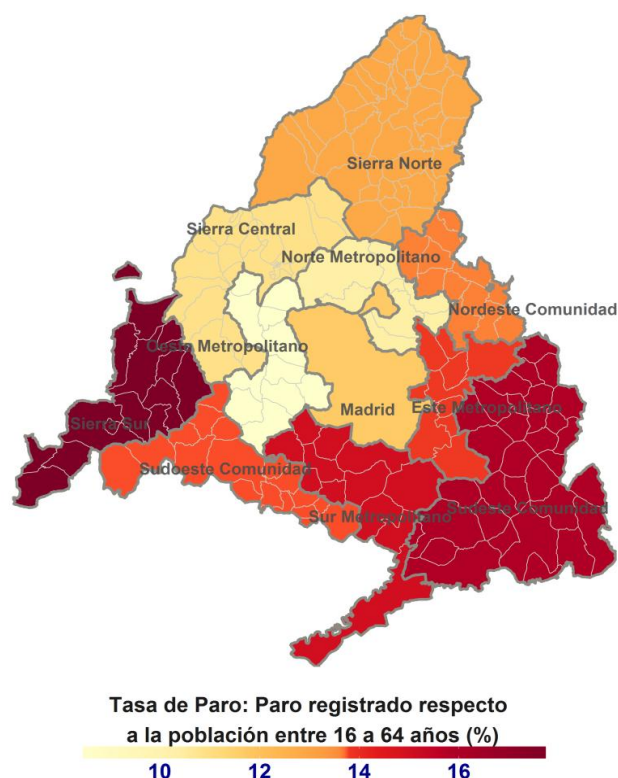 Sierra Norte
Sierra Central
Norte Metropolitano
Nordeste Comunidad
Oeste Metropolitano
Madrid
Este Metropolitano
Sierra Sur
Sudoeste Comunidad
Sur Metropolitano
Sudeste Comunidad
Tasa de Paro: Paro registrado respecto
a la población entre 16 a 64 años (%)
10 12 14 16